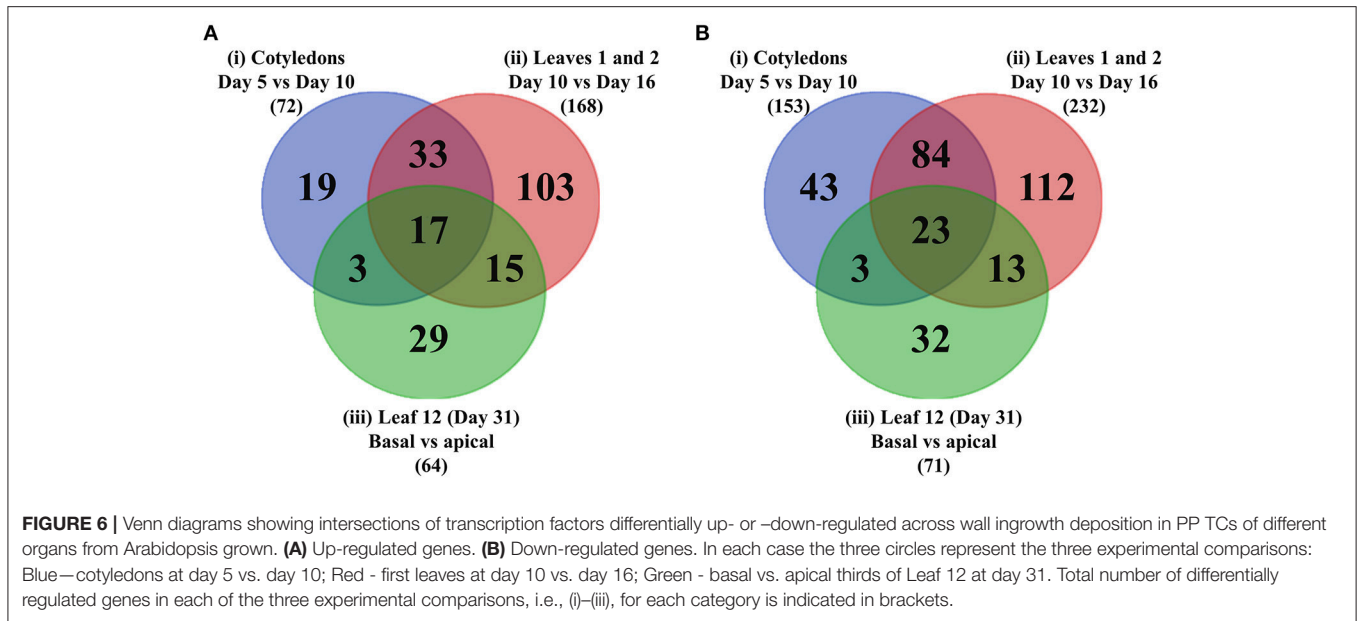 A
(i) Cotyledons
Day 5 vs Day 10
(72)
(ii) Leaves 1 and 2
Day 10 vs Day 16
(168)
33
19
103
17
3
15
29
(iii) Leaf 12 (Day 31)
Basal vs apical
(64)
B
(i) Cotyledons
Day 5 vs Day 10
(153)
(ii) Leaves 1 and 2
Day 10 vs Day 16
(232)
84
43
112
23
3
13
32
(iii) Leaf 12 (Day 31)
Basal vs apical
(71)
FIGURE 6 | Venn diagrams showing intersections of transcription factors differentially up- or –down-regulated across wall ingrowth deposition in PP TCs of different
organs from Arabidopsis grown. (A) Up-regulated genes. (B) Down-regulated genes. In each case the three circles represent the three experimental comparisons:
Blue—cotyledons at day 5 vs. day 10; Red - first leaves at day 10 vs. day 16; Green - basal vs. apical thirds of Leaf 12 at day 31. Total number of differentially
regulated genes in each of the three experimental comparisons, i.e., (i)–(iii), for each category is indicated in brackets.